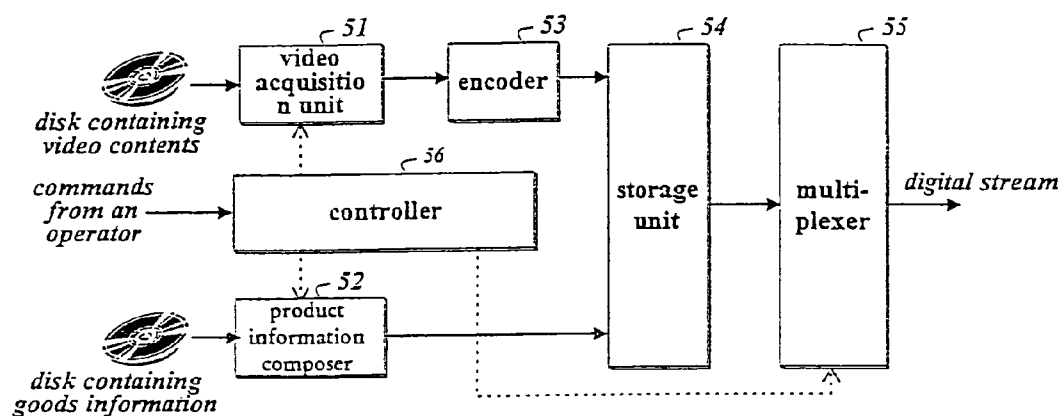 51
53
54
55
video
acquisitio
n unit
encoder
disk containing
video contents
56
commands
from an
operator
controller
storage
unit
multi-
plexer
digital stream
52
product
information
composer
disk containing
goods information